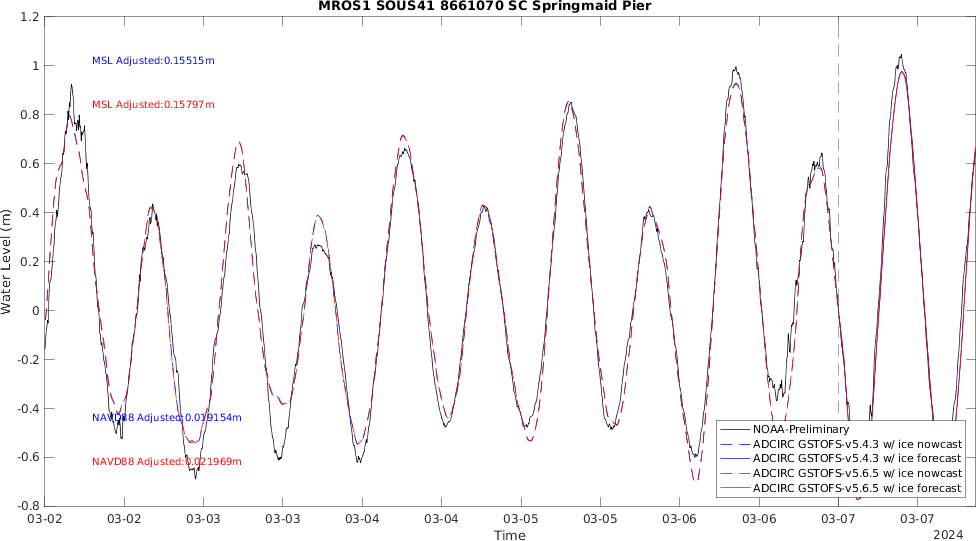 MROS1 SOUS41 8661070 SC Springmaid Pier
1.2
1
0.8
0.6
0.4
0.2
0
-0.2
-0.4
-0.6
-0.8
Water Level (m)
MSL Adjusted:0.15515m
MSL Adjusted:0.15797m
NAVD88 Adjusted:0.019154m
NAVD88 Adjusted:0.021969m
NOAA-Preliminary
ADCIRC GSTOFS-v5.4.3 w/ ice nowcast
ADCIRC GSTOFS-v5.4.3 w/ ice forecast
ADCIRC GSTOFS-v5.6.5 w/ ice nowcast
ADCIRC GSTOFS-v5.6.5 w/ ice forecast
03-02 03-02 03-03 03-03 03-04 03-04 03-05 03-05 03-06 03-06 03-07 03-07
Time
2024